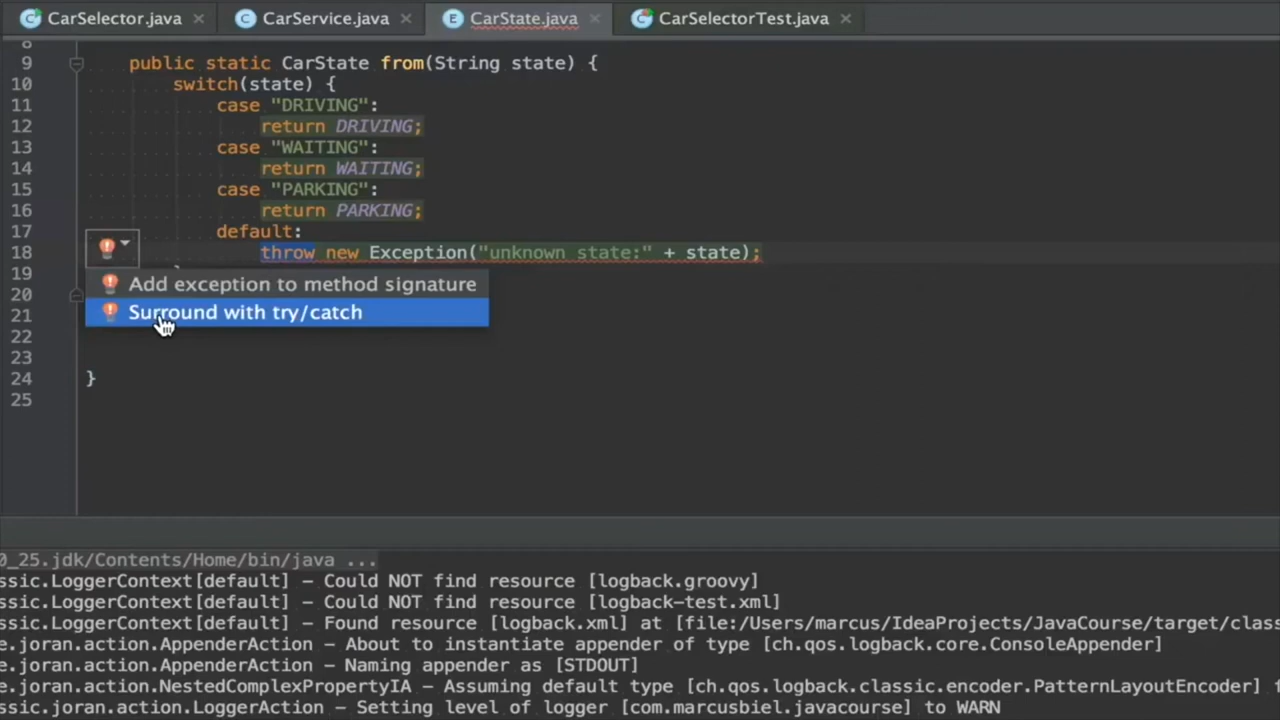 CarSelector.java CarService.java CarState.java CarSelectorTest.java
8
9 public static CarState from(String state) {
10 switch(state) {
11 case "DRIVING":
12 return DRIVING;
13 case "WAITING":
14 return WAITING;
15 case "PARKING":
16 return PARKING;
17 default:
18 throw new Exception("unknown state:" + state);
19
Add exception to method signature
20
21 Surround with try/catch
22
23
24 }
25
0_25.jdk/Contents/Home/bin/java ...
ssic.LoggerContext[default] – Could NOT find resource [logback.groovy]
ssic.LoggerContext[default] – Could NOT find resource [logback-test.xml]
ssic.LoggerContext[default] – Found resource [logback.xml] at [file:/Users/marcus/IdeaProjects/JavaCourse/target/class
e.joran.action.AppenderAction – About to instantiate appender of type [ch.qos.logback.core.ConsoleAppender]
e.joran.action.AppenderAction – Naming appender as [STDOUT]
e.joran.action.NestedComplexPropertyIA – Assuming default type [ch.qos.logback.classic.encoder.PatternLayoutEncoder] f
ssic.joran.action.LoggerAction – Setting level of logger [com.marcusbiel.javacourse] to WARN